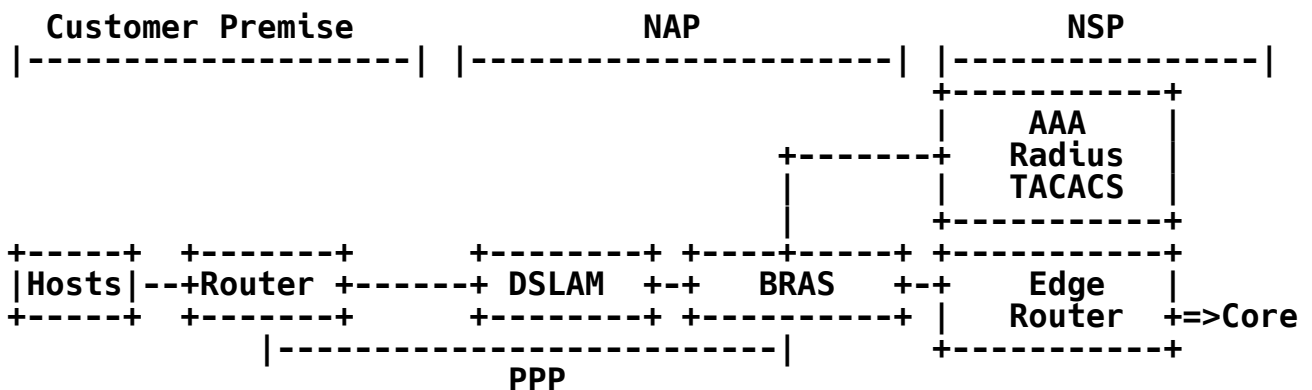 Customer Premise NAP NSP
AAA
Radius
TACACS
Hosts Router DSLAM BRAS Edge
Router =>Core
PPP